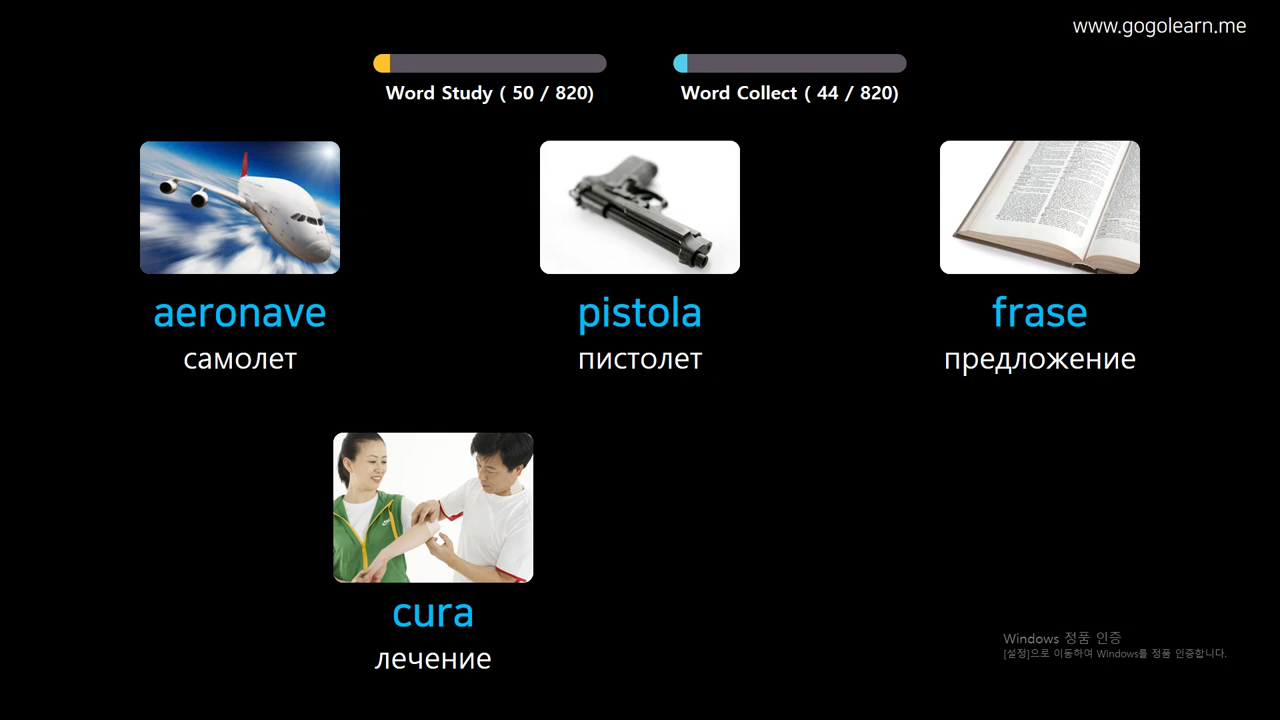 www.gogolearn.me
Word Study ( 50 / 820)
Word Collect ( 44 / 820)
aeronave
самолет
pistola
пистолет
frase
предложение
cura
лечение
Windows 정품 인증
[설정]으로 이동하여 Windows를 정품 인증합니다.